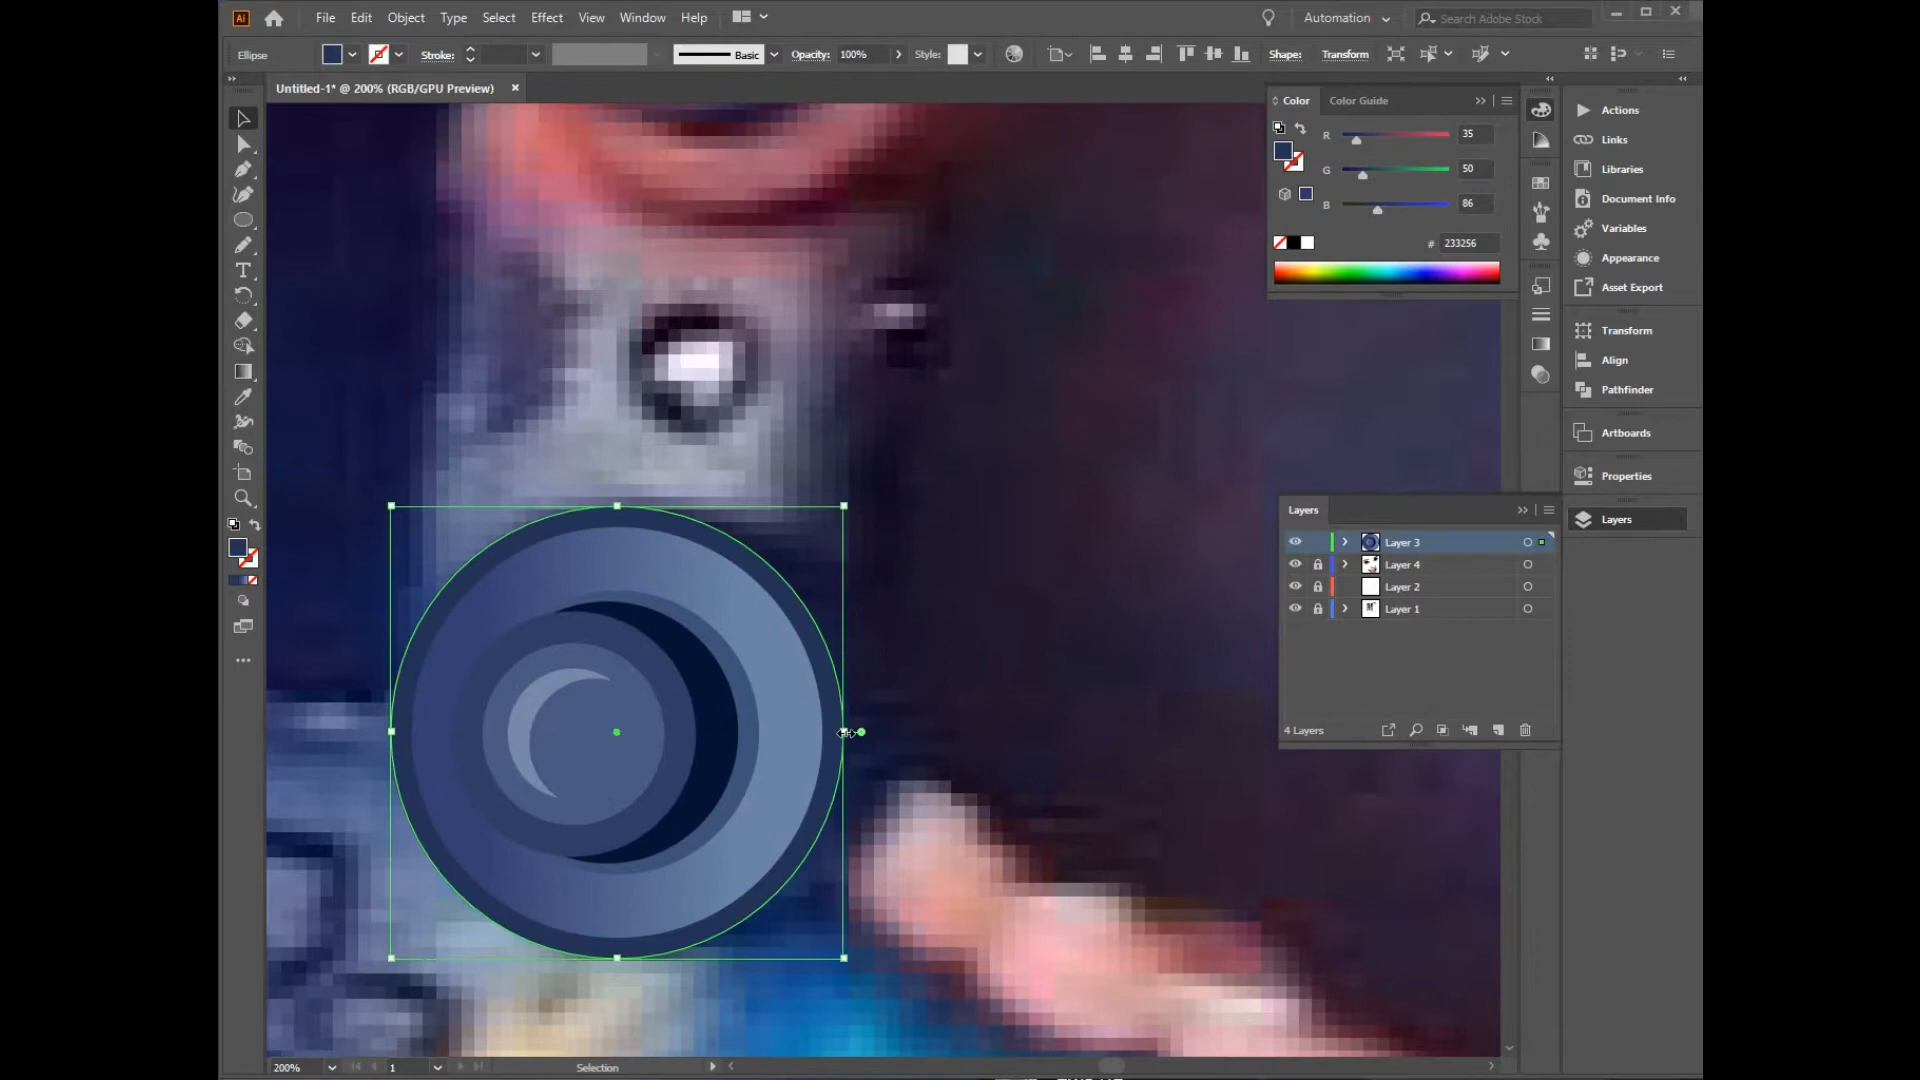 Ai File Edit Object Type Select Effect View Window Help Automation Search Adobe Stock
Ellipse Stroke: Basic Opacity: 100% Style: Shape: Transform
Untitled-1* @ 200% (RGB/GPU Preview)
Color Color Guide
R 35
G 50
B 86
# 233256
Actions
Links
Libraries
Document Info
Variables
Appearance
Asset Export
Transform
Align
Pathfinder
Artboards
Properties
Layers
Layers
Layer 3
Layer 4
Layer 2
Layer 1
4 Layers
200% 1 Selection